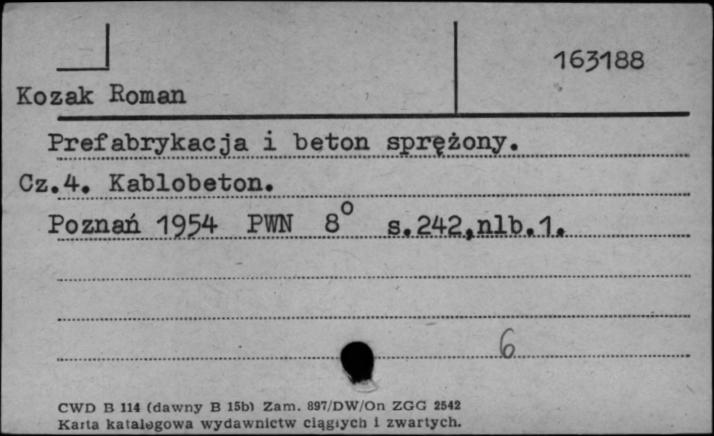 163188
Kozak Roman
Prefabrykacja i beton sprężony.
Cz.4. Kablobeton.
Poznań 1954 PWN 8° s.242,nlb.1.
6
CWD B 114 (dawny B 15b) Zam. 897/DW/On ZGG 2542
Karta katalogowa wydawnictw ciągłych i zwartych.